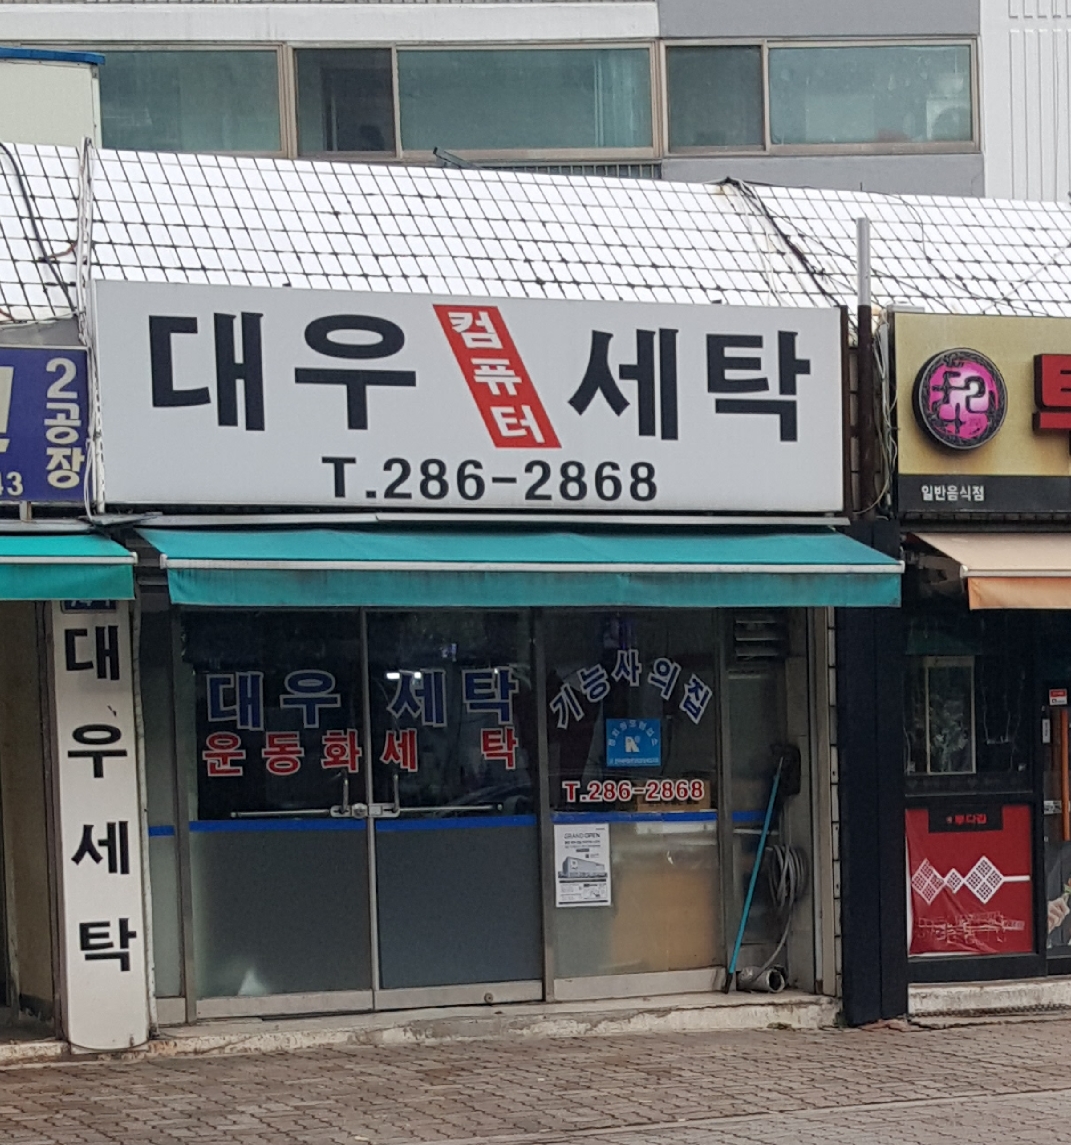 대우 컴퓨터 세탁
T.286-2868
2공장
43
일반음식점
대우세탁
대우 세탁
운동화세 탁
기능사의집
T.286-2868
GRAND OPEN